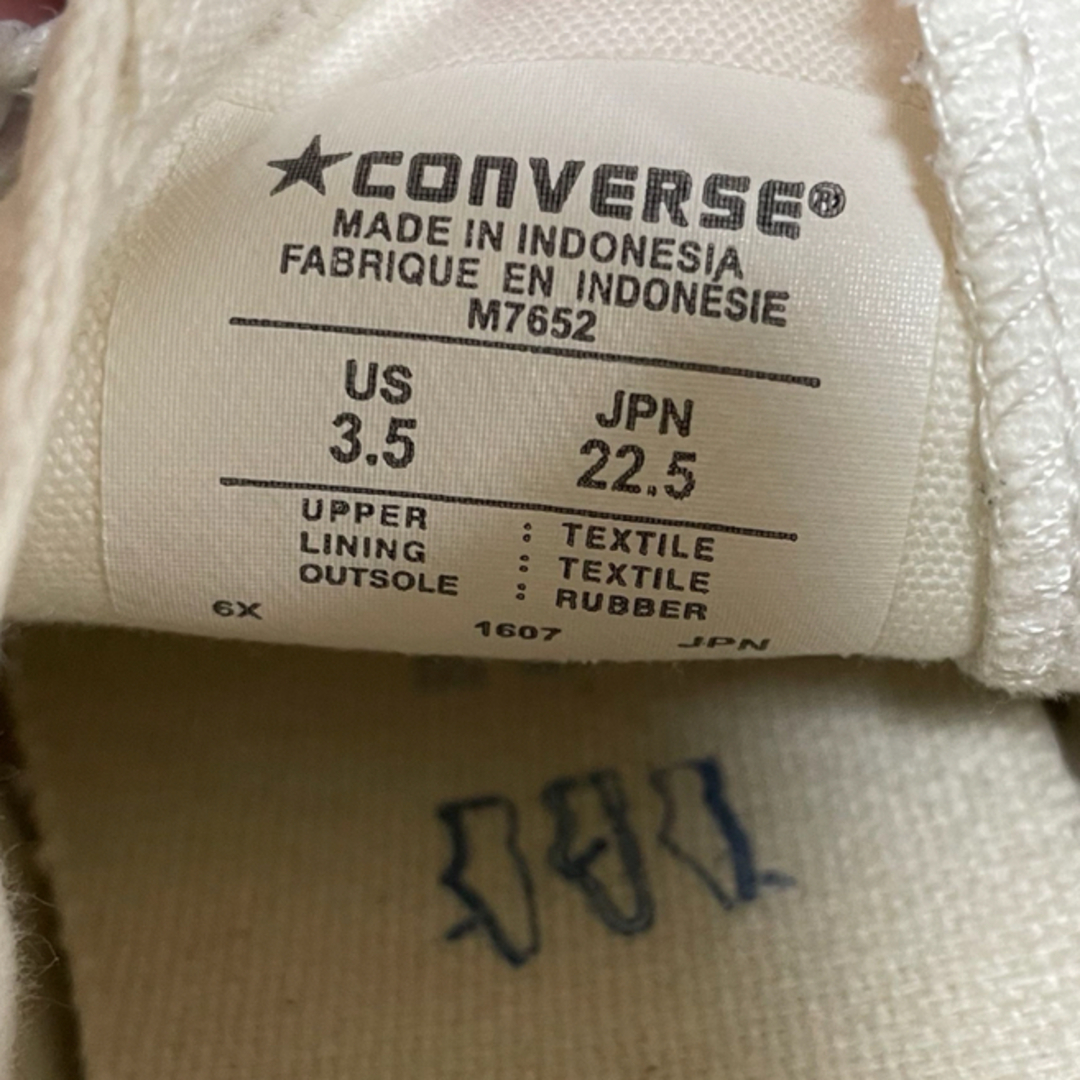 ★CONVERSE®
MADE IN INDONESIA
FABRIQUE EN INDONÉSIE
M7652
US JPN
3.5 22.5
UPPER : TEXTILE
LINING : TEXTILE
OUTSOLE : RUBBER
6X 1607 JPN